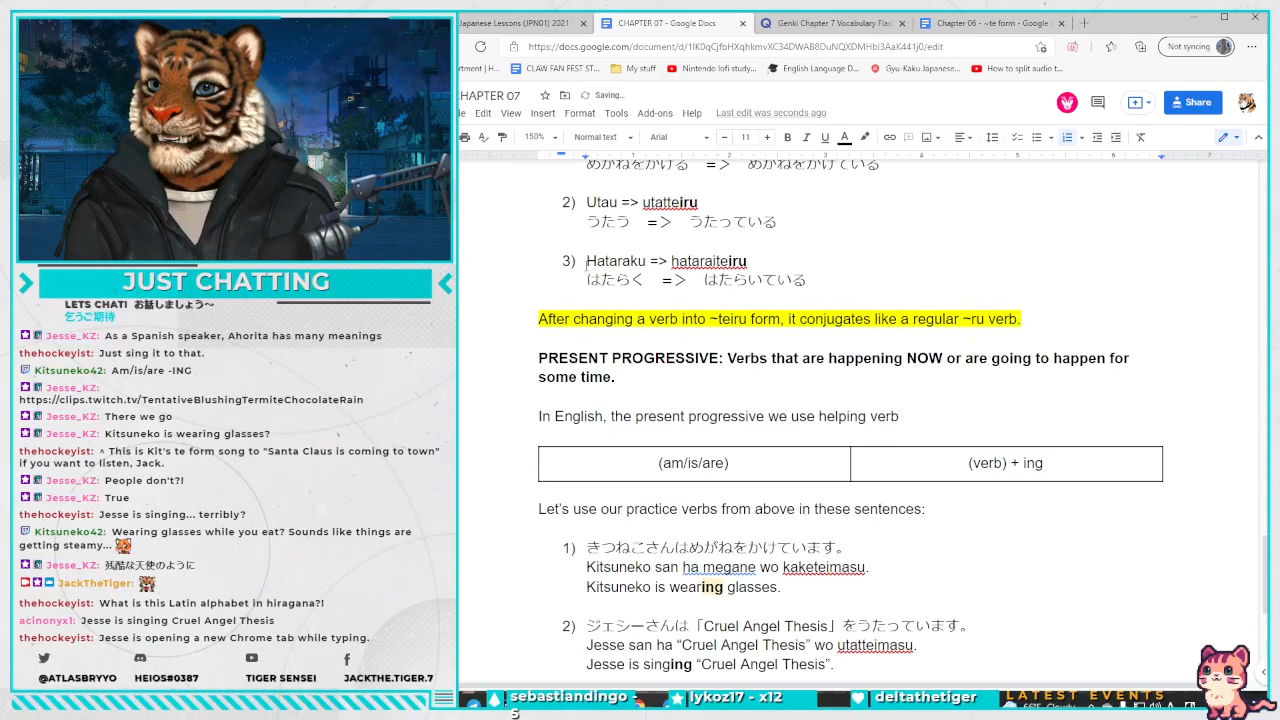 JUST CHATTING
LETS CHAT! お話しましょう〜
乞うご期待
Jesse_KZ: As a Spanish speaker, Ahorita has many meanings
thehockeyist: Just sing it to that.
Kitsuneko42: Am/is/are -ING
Jesse_KZ:
https://clips.twitch.tv/TentativeBlushingTermiteChocolateRain
Jesse_KZ: There we go
Jesse_KZ: Kitsuneko is wearing glasses?
thehockeyist: ^ This is Kit's te form song to "Santa Claus is coming to town"
if you want to listen, Jack.
Jesse_KZ: People don't?!
Jesse_KZ: True
thehockeyist: Jesse is singing... terribly?
Kitsuneko42: Wearing glasses while you eat? Sounds like things are
getting steamy...
Jesse_KZ: 残酷な天使のように
JackTheTiger:
thehockeyist: What is this Latin alphabet in hiragana?!
acinonyx1: Jesse is singing Cruel Angel Thesis
thehockeyist: Jesse is opening a new Chrome tab while typing.
@ATLASBRYYO HEIOS#0387 TIGER SENSEI JACKTHE.TIGER.7
Japanese Lessons (JPN01) 2021 CHAPTER 07 - Google Docs Genki Chapter 7 Vocabulary Flas Chapter 06 - ~te form - Google
https://docs.google.com/document/d/1IK0qQfbHXqhkmvXC34DWA88DuNQXDMHbl3AaK441j0/edit Not syncing
CLAW FAN FEST ST... My stuff Nintendo lofi study... English Language D... Gyu-Kaku Japanese... How to split audio t...
CHAPTER 07 Saving...
Edit View Insert Format Tools Add-ons Help Last edit was seconds ago Share
150% Normal text Arial 11
めがねをかける => めがねをかけている
2) Utau => utatteiru
うたう => うたっている
3) Hataraku => hataraiteiru
はたらく => はたらいている
After changing a verb into ~teiru form, it conjugates like a regular ~ru verb.
PRESENT PROGRESSIVE: Verbs that are happening NOW or are going to happen for
some time.
In English, the present progressive we use helping verb
(am/is/are) (verb) + ing
Let's use our practice verbs from above in these sentences:
1) きつねこさんはめがねをかけています。
Kitsuneko san ha megane wo kaketeimasu.
Kitsuneko is wearing glasses.
2) ジェシーさんは「Cruel Angel Thesis」をうたっています。
Jesse san ha "Cruel Angel Thesis" wo utatteimasu.
Jesse is singing "Cruel Angel Thesis".
sebastiandingo - lyxoz17 - x12 deltathetiger LATEST EVENTS
5